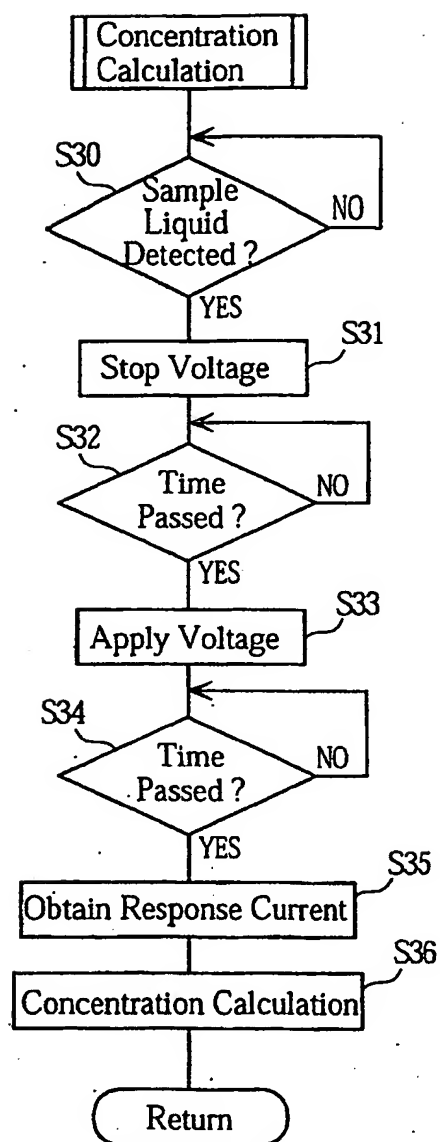 Concentration
Calculation
S30
Sample
Liquid
Detected ?
NO
YES
S31
Stop Voltage
S32
Time
Passed ?
NO
YES
S33
Apply Voltage
S34
Time
Passed ?
NO
YES
S35
Obtain Response Current
S36
Concentration Calculation
Return